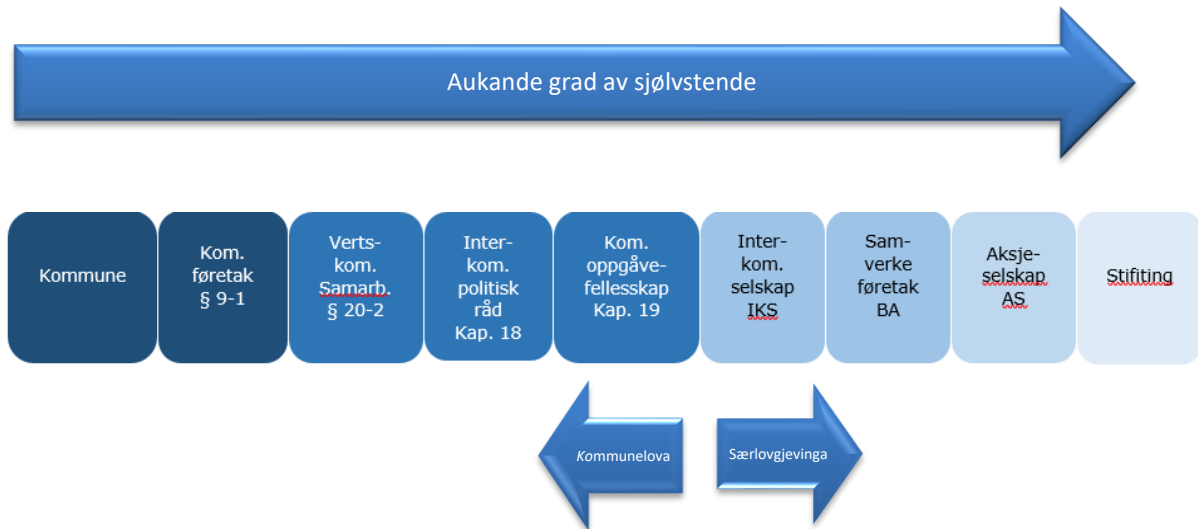 Aukande grad av sjølvstende
Kommune
Kom.
føretak
§ 9-1
Verts-
kom.
Samarb.
§ 20-2
Inter-
kom.
politisk
råd
Kap. 18
Kom.
oppgåve-
fellesskap
Kap. 19
Inter-
kom.
selskap
IKS
Sam-
verke
føretak
BA
Aksje-
selskap
AS
Stifiting
Kommunelova
Særlovgjevinga